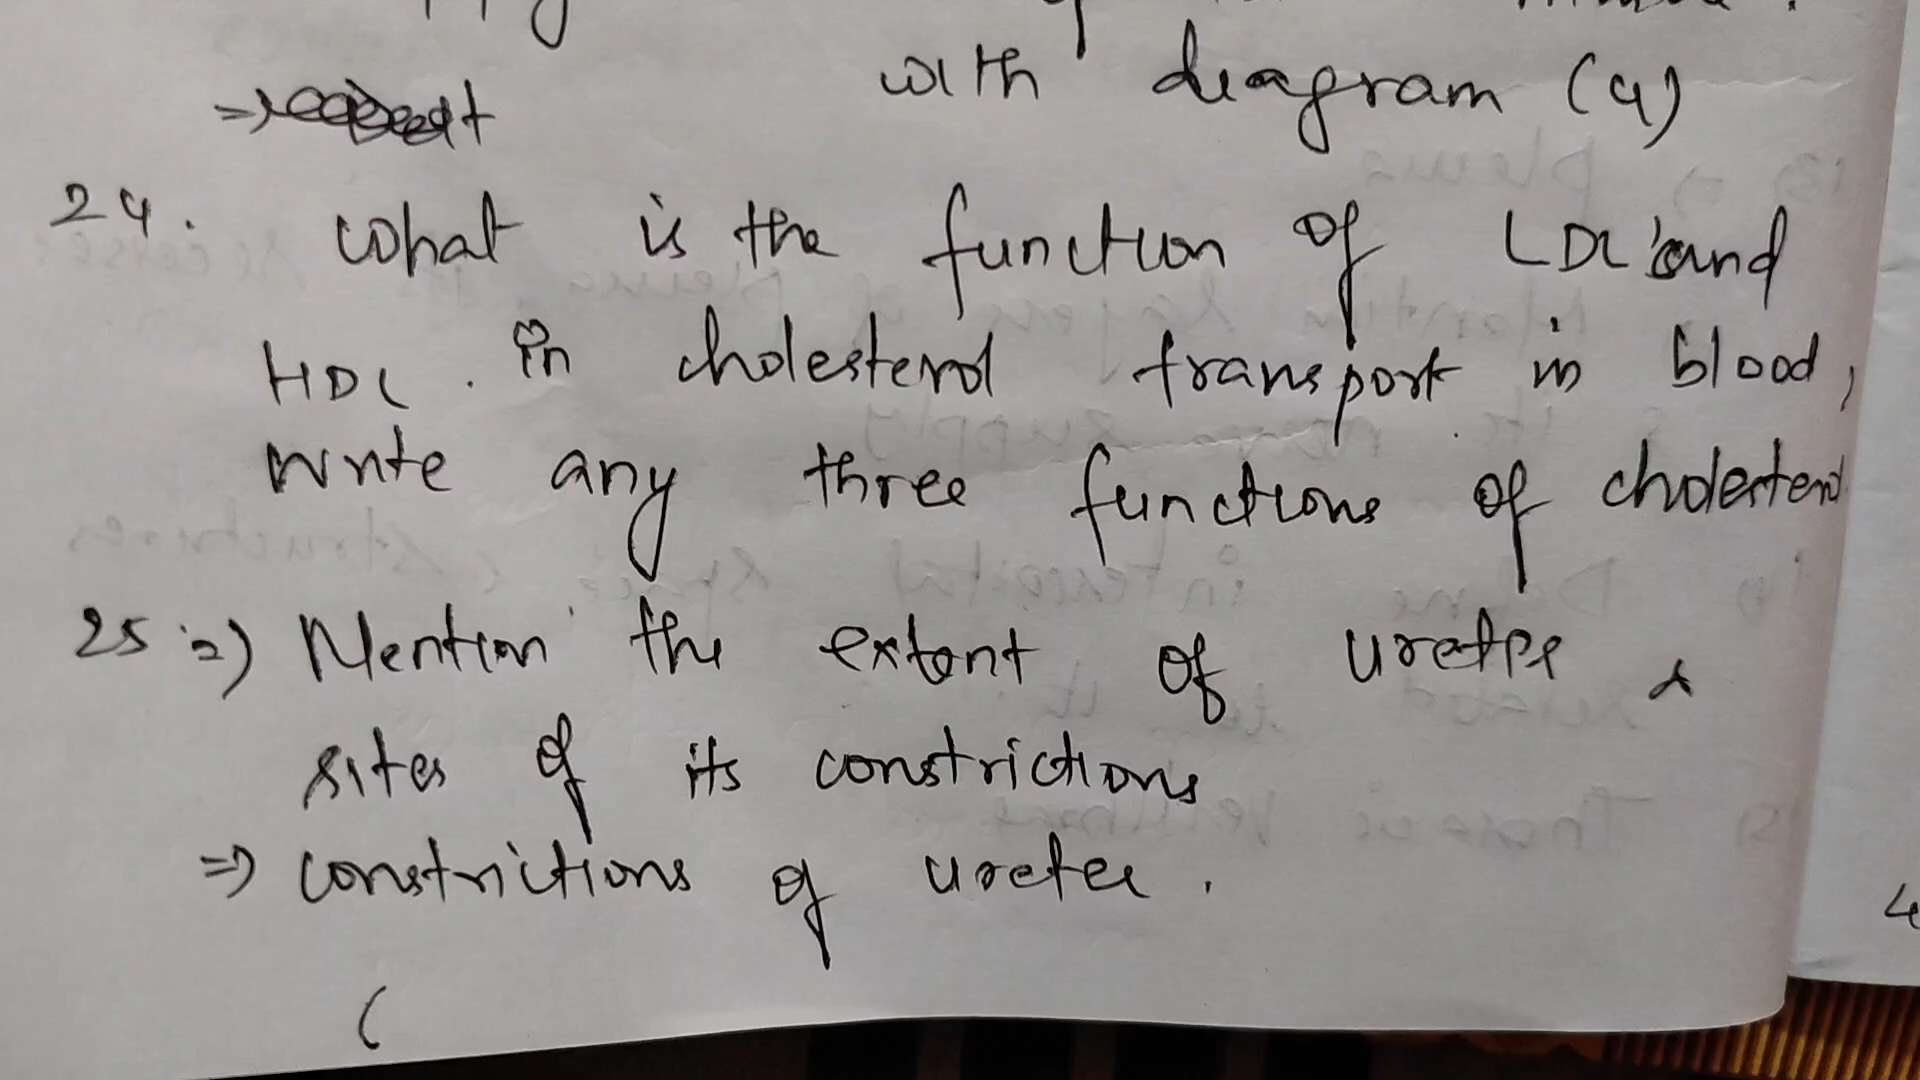 with diagram (4)
=>
24. What is the function of LDL and
HDL. in cholesterol transport in blood,
write any three functions of cholesterol
25 =) Mention the extent of ureter &
sites of its constrictions
=> constrictions of ureter.
(
4